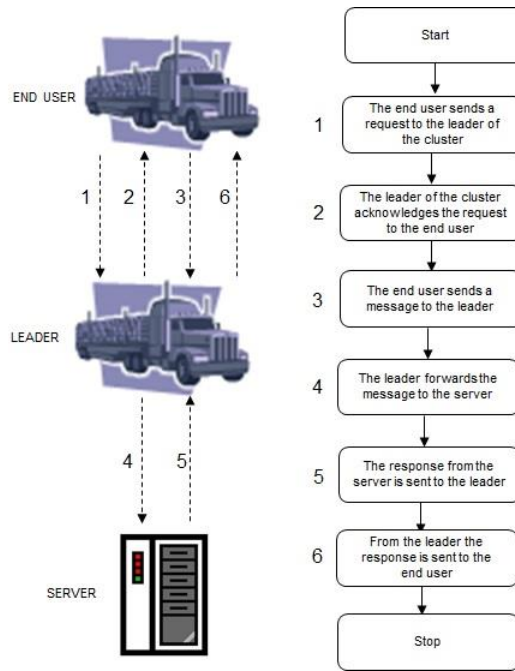 END USER
1
2
3
6
LEADER
4
5
SERVER
Start
1
The end user sends a
request to the leader of
the cluster
2
The leader of the cluster
acknowledges the request
to the end user
3
The end user sends a
message to the leader
4
The leader forwards the
message to the server
5
The response from the
server is sent to the leader
6
From the leader the
response is sent to the
end user
Stop